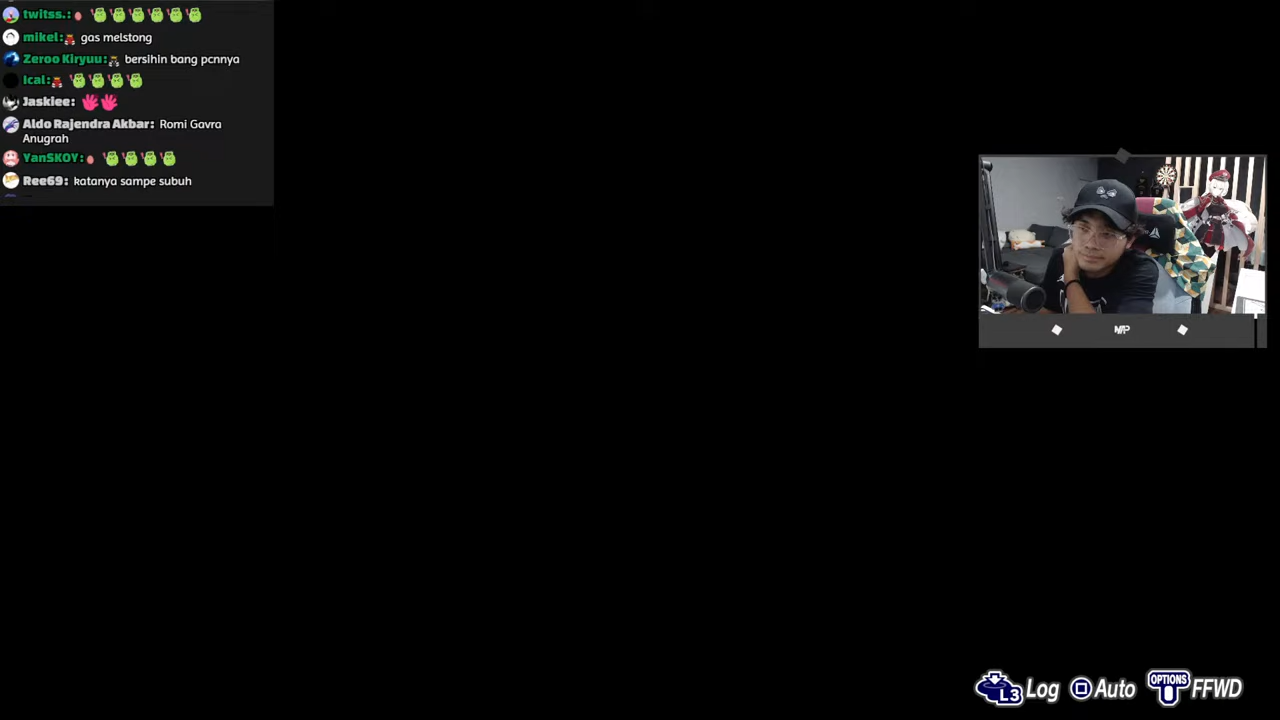 twitss.:
mikel: gas melstong
Zeroo Kiryuu: bersihin bang pcnnya
Ical:
Jaskiee:
Aldo Rajendra Akbar: Romi Gavra
Anugrah
YanSKOY:
Ree69: katanya sampe subuh
L3 Log Auto OPTIONS FFWD